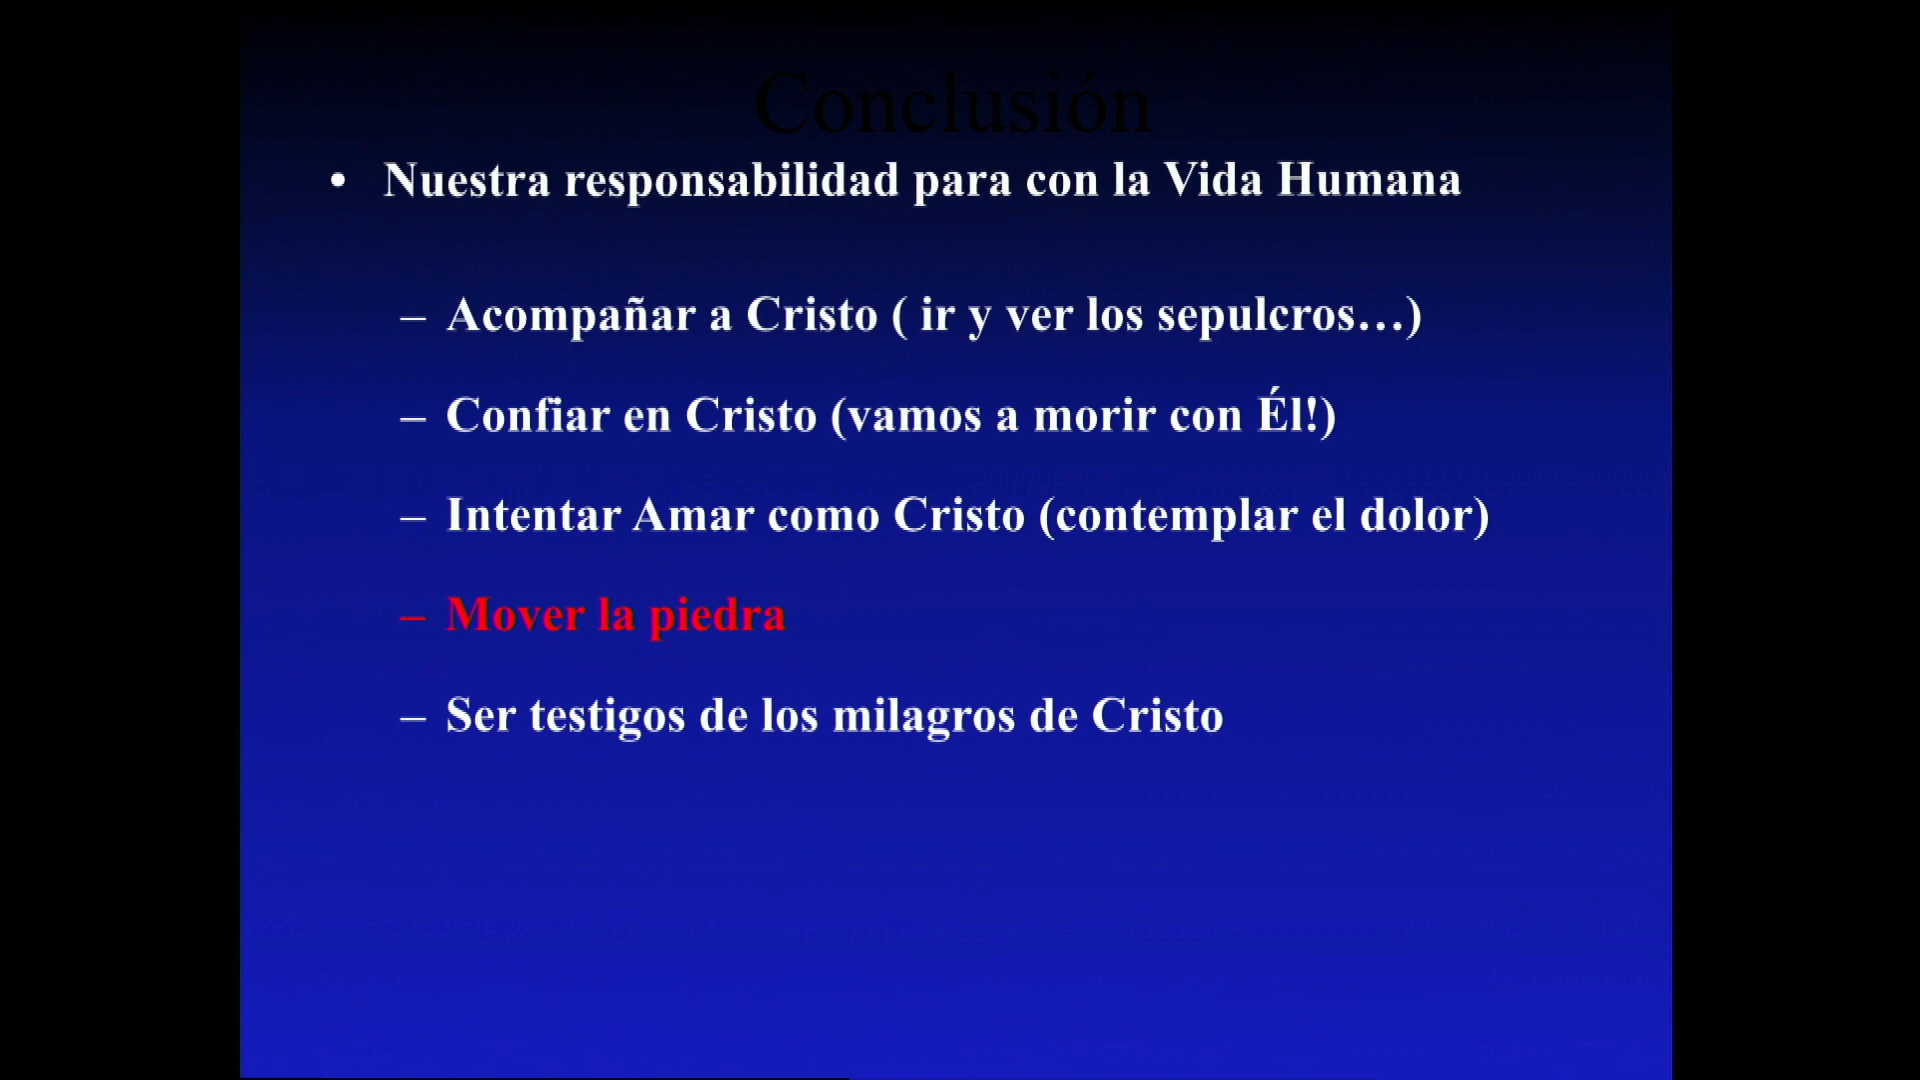 Conclusión
• Nuestra responsabilidad para con la Vida Humana
– Acompañar a Cristo ( ir y ver los sepulcros…)
– Confiar en Cristo (vamos a morir con Él!)
– Intentar Amar como Cristo (contemplar el dolor)
– Mover la piedra
– Ser testigos de los milagros de Cristo